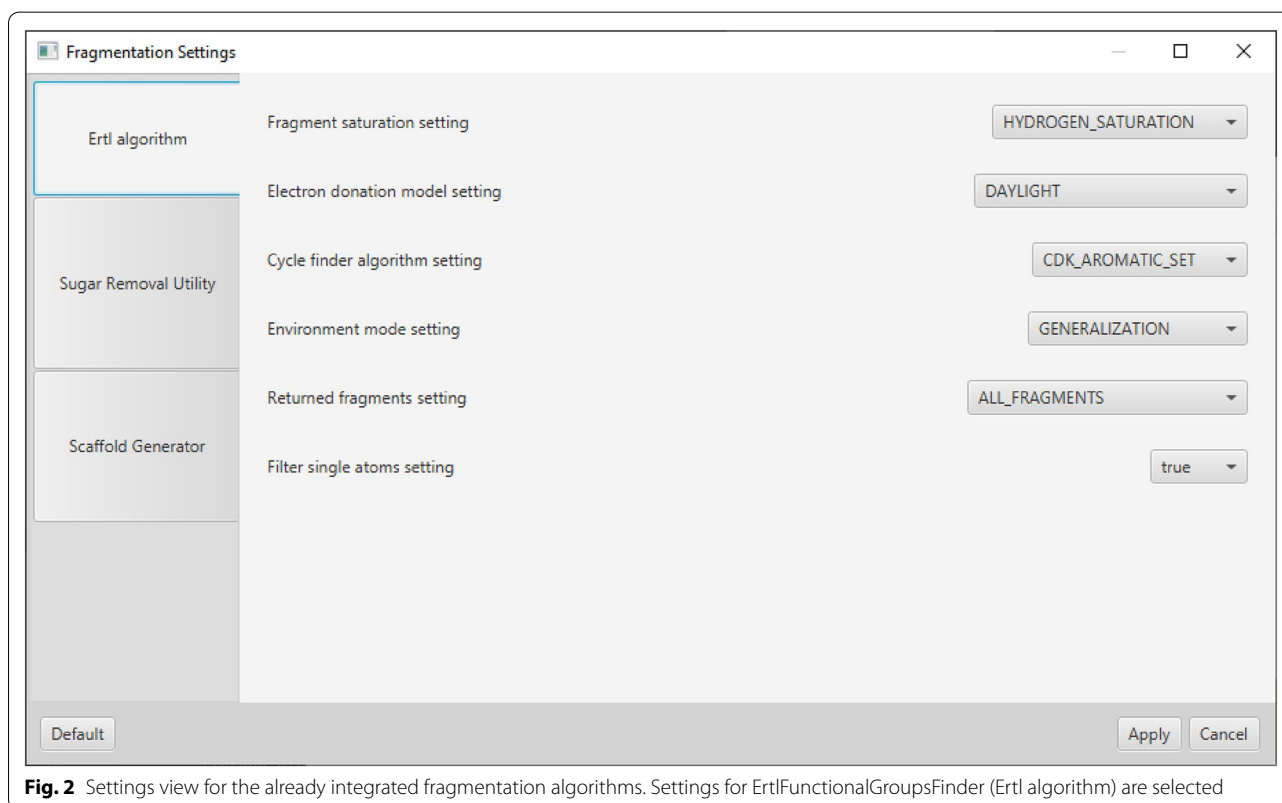 Fragmentation Settings
Ertl algorithm
Sugar Removal Utility
Scaffold Generator
Fragment saturation setting HYDROGEN_SATURATION
Electron donation model setting DAYLIGHT
Cycle finder algorithm setting CDK_AROMATIC_SET
Environment mode setting GENERALIZATION
Returned fragments setting ALL_FRAGMENTS
Filter single atoms setting true
Default Apply Cancel
Fig. 2 Settings view for the already integrated fragmentation algorithms. Settings for ErtlFunctionalGroupsFinder (Ertl algorithm) are selected